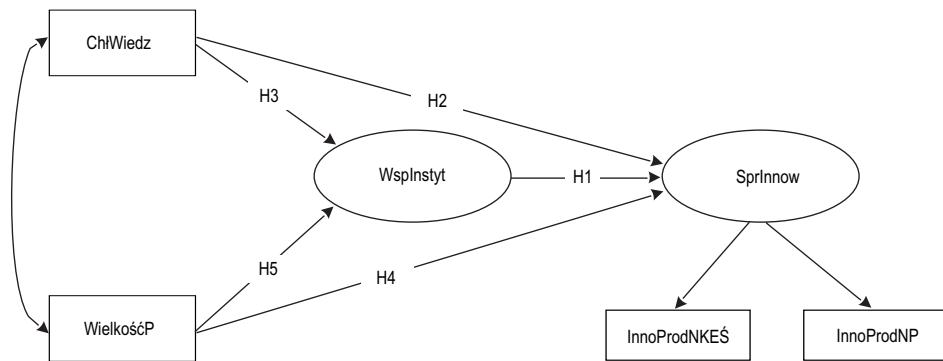 ChłWiedz
H3
H2
WspInstyt
H1
SprInnow
H5
H4
WielkośćP
InnoProdNKEŚ
InnoProdNP